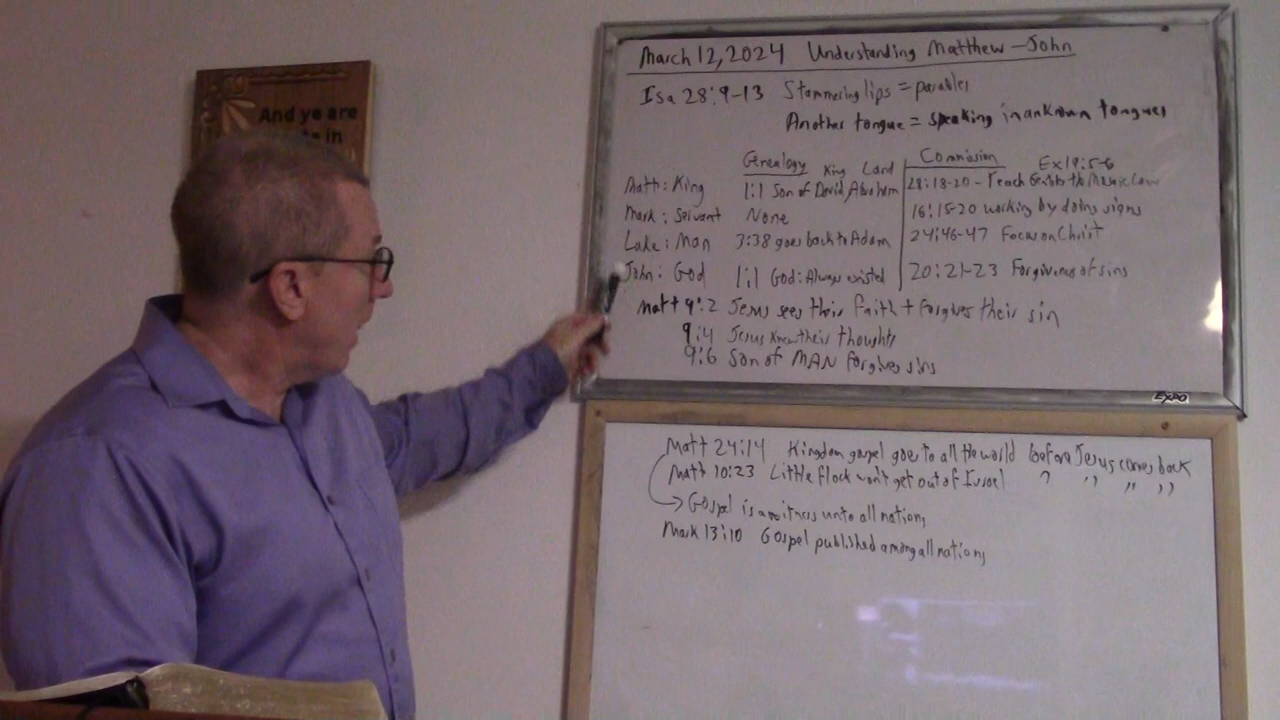 And ye are
in
March 12, 2024 Understanding Matthew - John
Isa 28:9-13 Stammering lips = parables
Another tongue = speaking in unknown tongues
Genealogy King Land Commission Ex 19:5-6
Matt: King 1:1 Son of David, Abraham 28:18-20 - Teach Gentiles the Mosaic Law
Mark: Servant None 16:15-20 working by doing signs
Luke: Man 3:38 goes back to Adam 24:46-47 Focus on Christ
John: God 1:1 God: Always existed 20:21-23 Forgiveness of sins
Matt 9:2 Jesus sees their faith + forgives their sin
9:4 Jesus knew their thoughts
9:6 Son of MAN forgives sins
EXPO
Matt 24:14 Kingdom gospel goes to all the world before Jesus comes back
Matt 10:23 Little flock won't get out of Israel " " " "
→ Gospel is a witness unto all nations
Mark 13:10 Gospel published among all nations